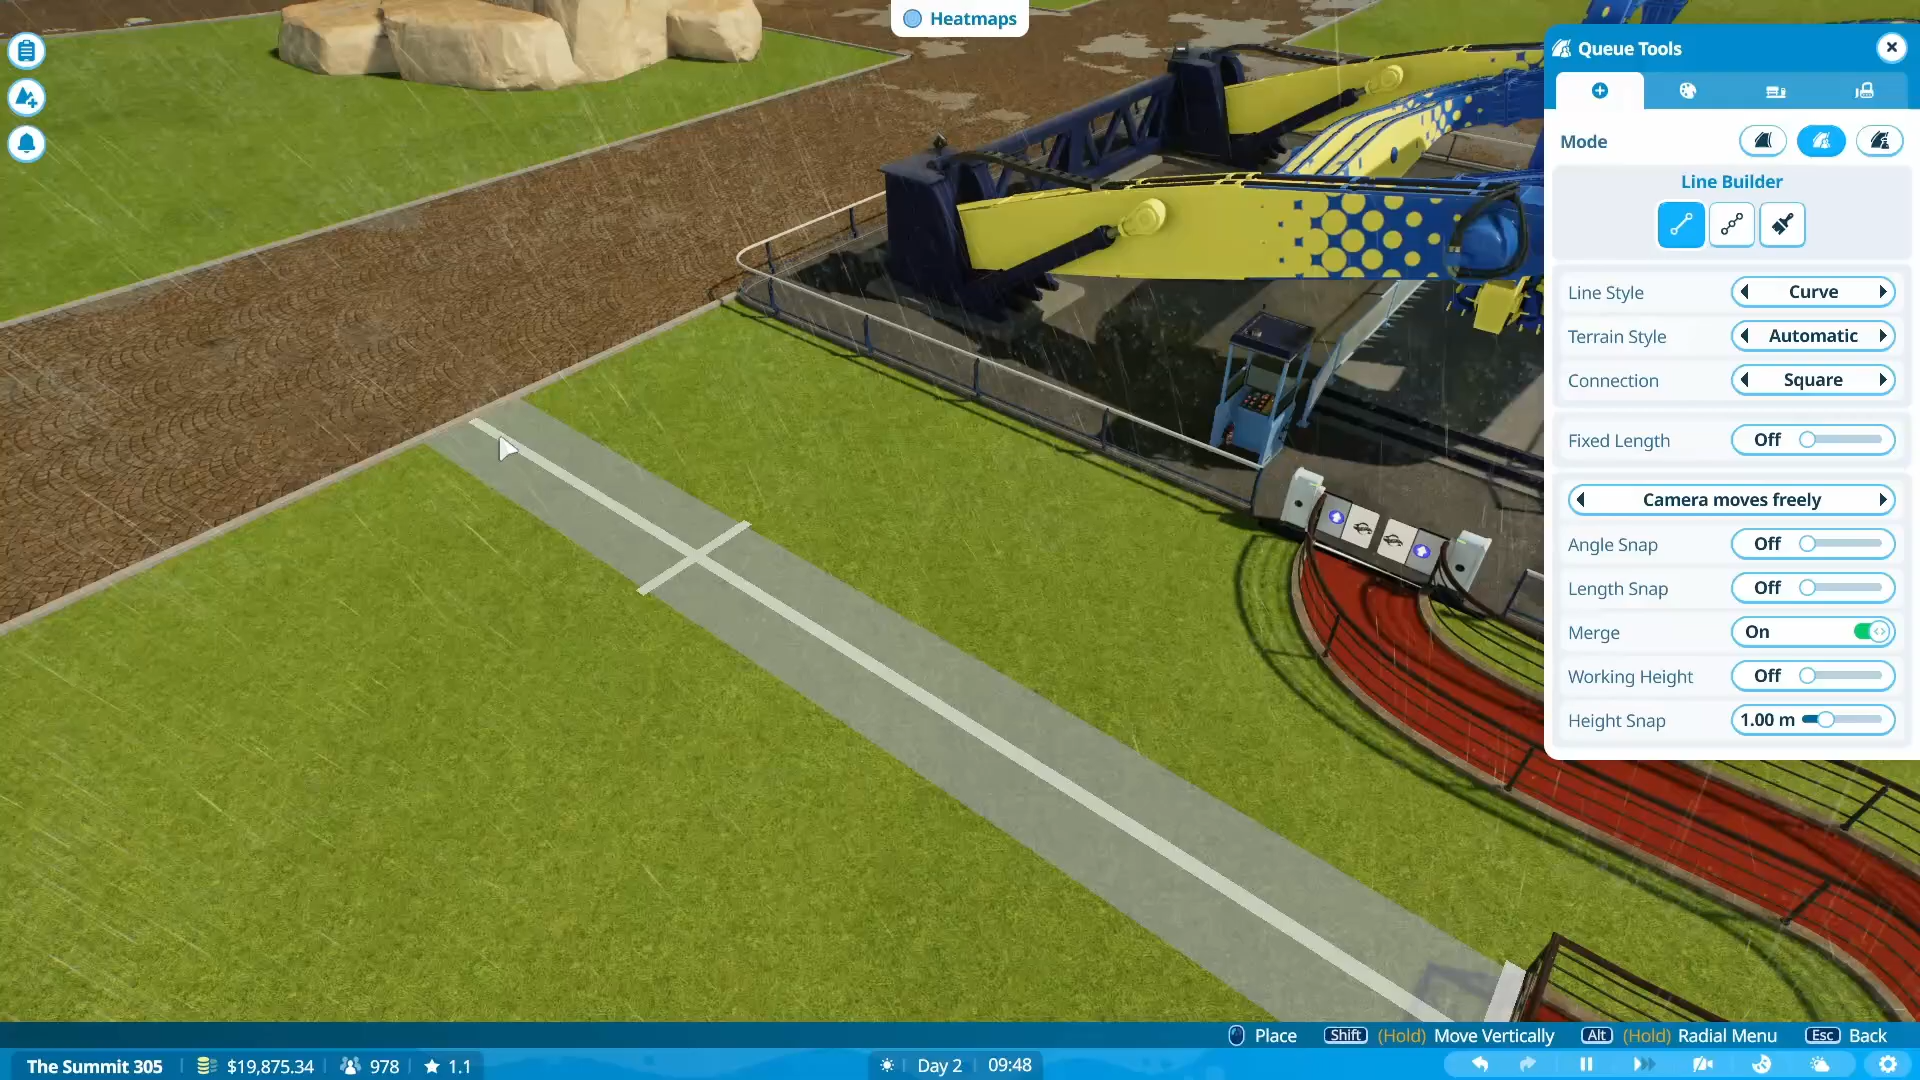 Heatmaps
Queue Tools
Mode
Line Builder
Line Style
Curve
Terrain Style
Automatic
Connection
Square
Fixed Length
Off
Camera moves freely
Angle Snap
Off
Length Snap
Off
Merge
On
Working Height
Off
Height Snap
1.00 m
Place
Shift (Hold) Move Vertically
Alt (Hold) Radial Menu
Esc Back
The Summit 305
$19,875.34
978
1.1
Day 2
09:48